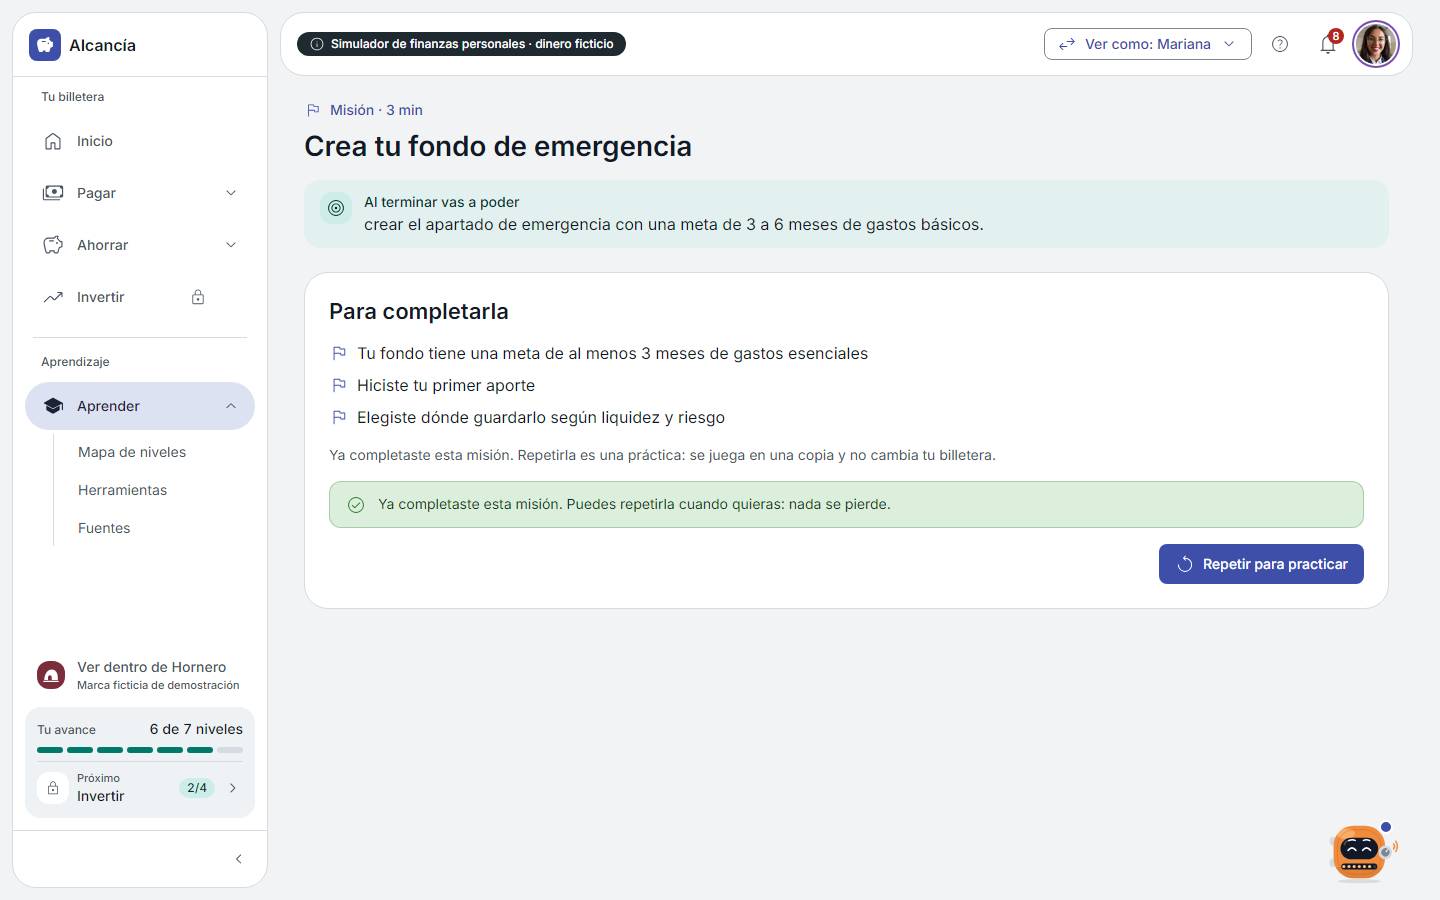 Alcancía
Simulador de finanzas personales · dinero ficticio
Ver como: Mariana
8
Tu billetera
Inicio
Pagar
Ahorrar
Invertir
Aprendizaje
Aprender
Mapa de niveles
Herramientas
Fuentes
Ver dentro de Hornero
Marca ficticia de demostración
Tu avance
6 de 7 niveles
Próximo
Invertir
2/4
Misión · 3 min
Crea tu fondo de emergencia
Al terminar vas a poder
crear el apartado de emergencia con una meta de 3 a 6 meses de gastos básicos.
Para completarla
Tu fondo tiene una meta de al menos 3 meses de gastos esenciales
Hiciste tu primer aporte
Elegiste dónde guardarlo según liquidez y riesgo
Ya completaste esta misión. Repetirla es una práctica: se juega en una copia y no cambia tu billetera.
Ya completaste esta misión. Puedes repetirla cuando quieras: nada se pierde.
Repetir para practicar